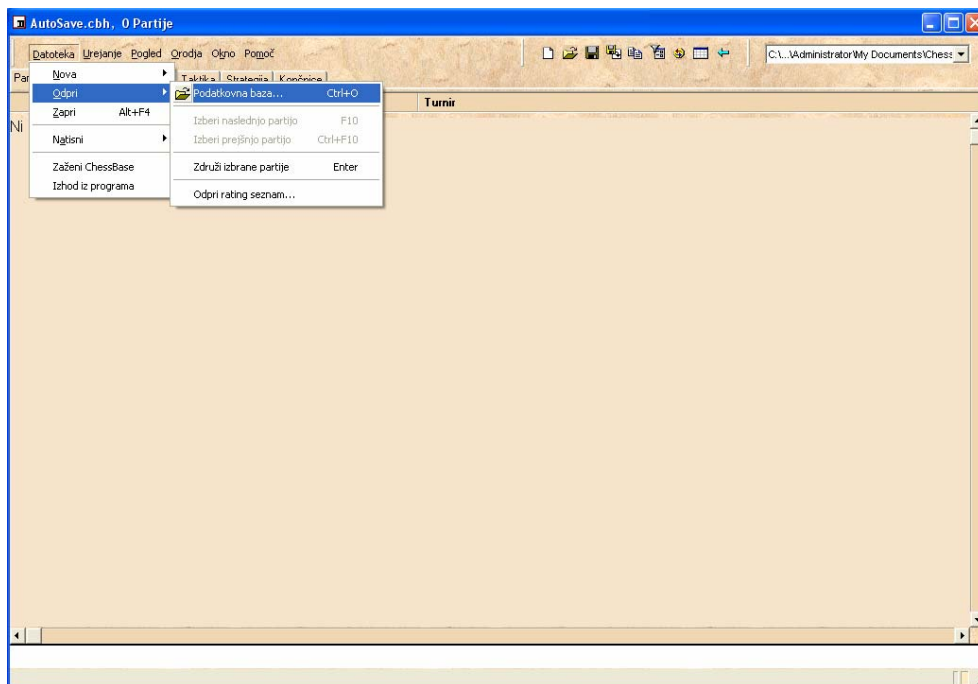 AutoSave.cbh, 0 Partije
Datoteka Urejanje Pogled Orodja Okno Pomoč
C:\...\Administrator\My Documents\Chess
Taktika Strategija Končnice
Turnir
Ni
Nova
Odpri
Zapri Alt+F4
Natisni
Zaženi ChessBase
Izhod iz programa
Podatkovna baza... Ctrl+O
Izberi naslednjo partijo F10
Izberi prejšnjo partijo Ctrl+F10
Združi izbrane partije Enter
Odpri rating seznam...